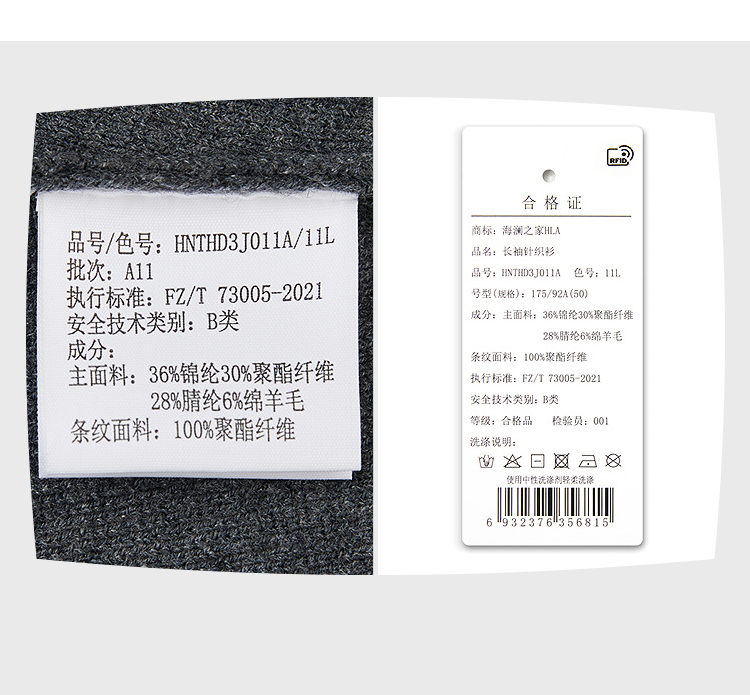 品号/色号: HNTHD3J011A/11L
批次: A11
执行标准: FZ/T 73005-2021
安全技术类别: B类
成分:
主面料: 36%锦纶30%聚酯纤维
28%腈纶6%绵羊毛
条纹面料: 100%聚酯纤维
RFID
合格证
商标: 海澜之家HLA
品名: 长袖针织衫
品号: HNTHD3J011A 色号: 11L
号型(规格): 175/92A(50)
成分: 主面料: 36%锦纶30%聚酯纤维
28%腈纶6%绵羊毛
条纹面料: 100%聚酯纤维
执行标准: FZ/T 73005-2021
安全技术类别: B类
等级: 合格品 检验员: 001
洗涤说明:
使用中性洗涤剂轻柔洗涤
6 932376 356815